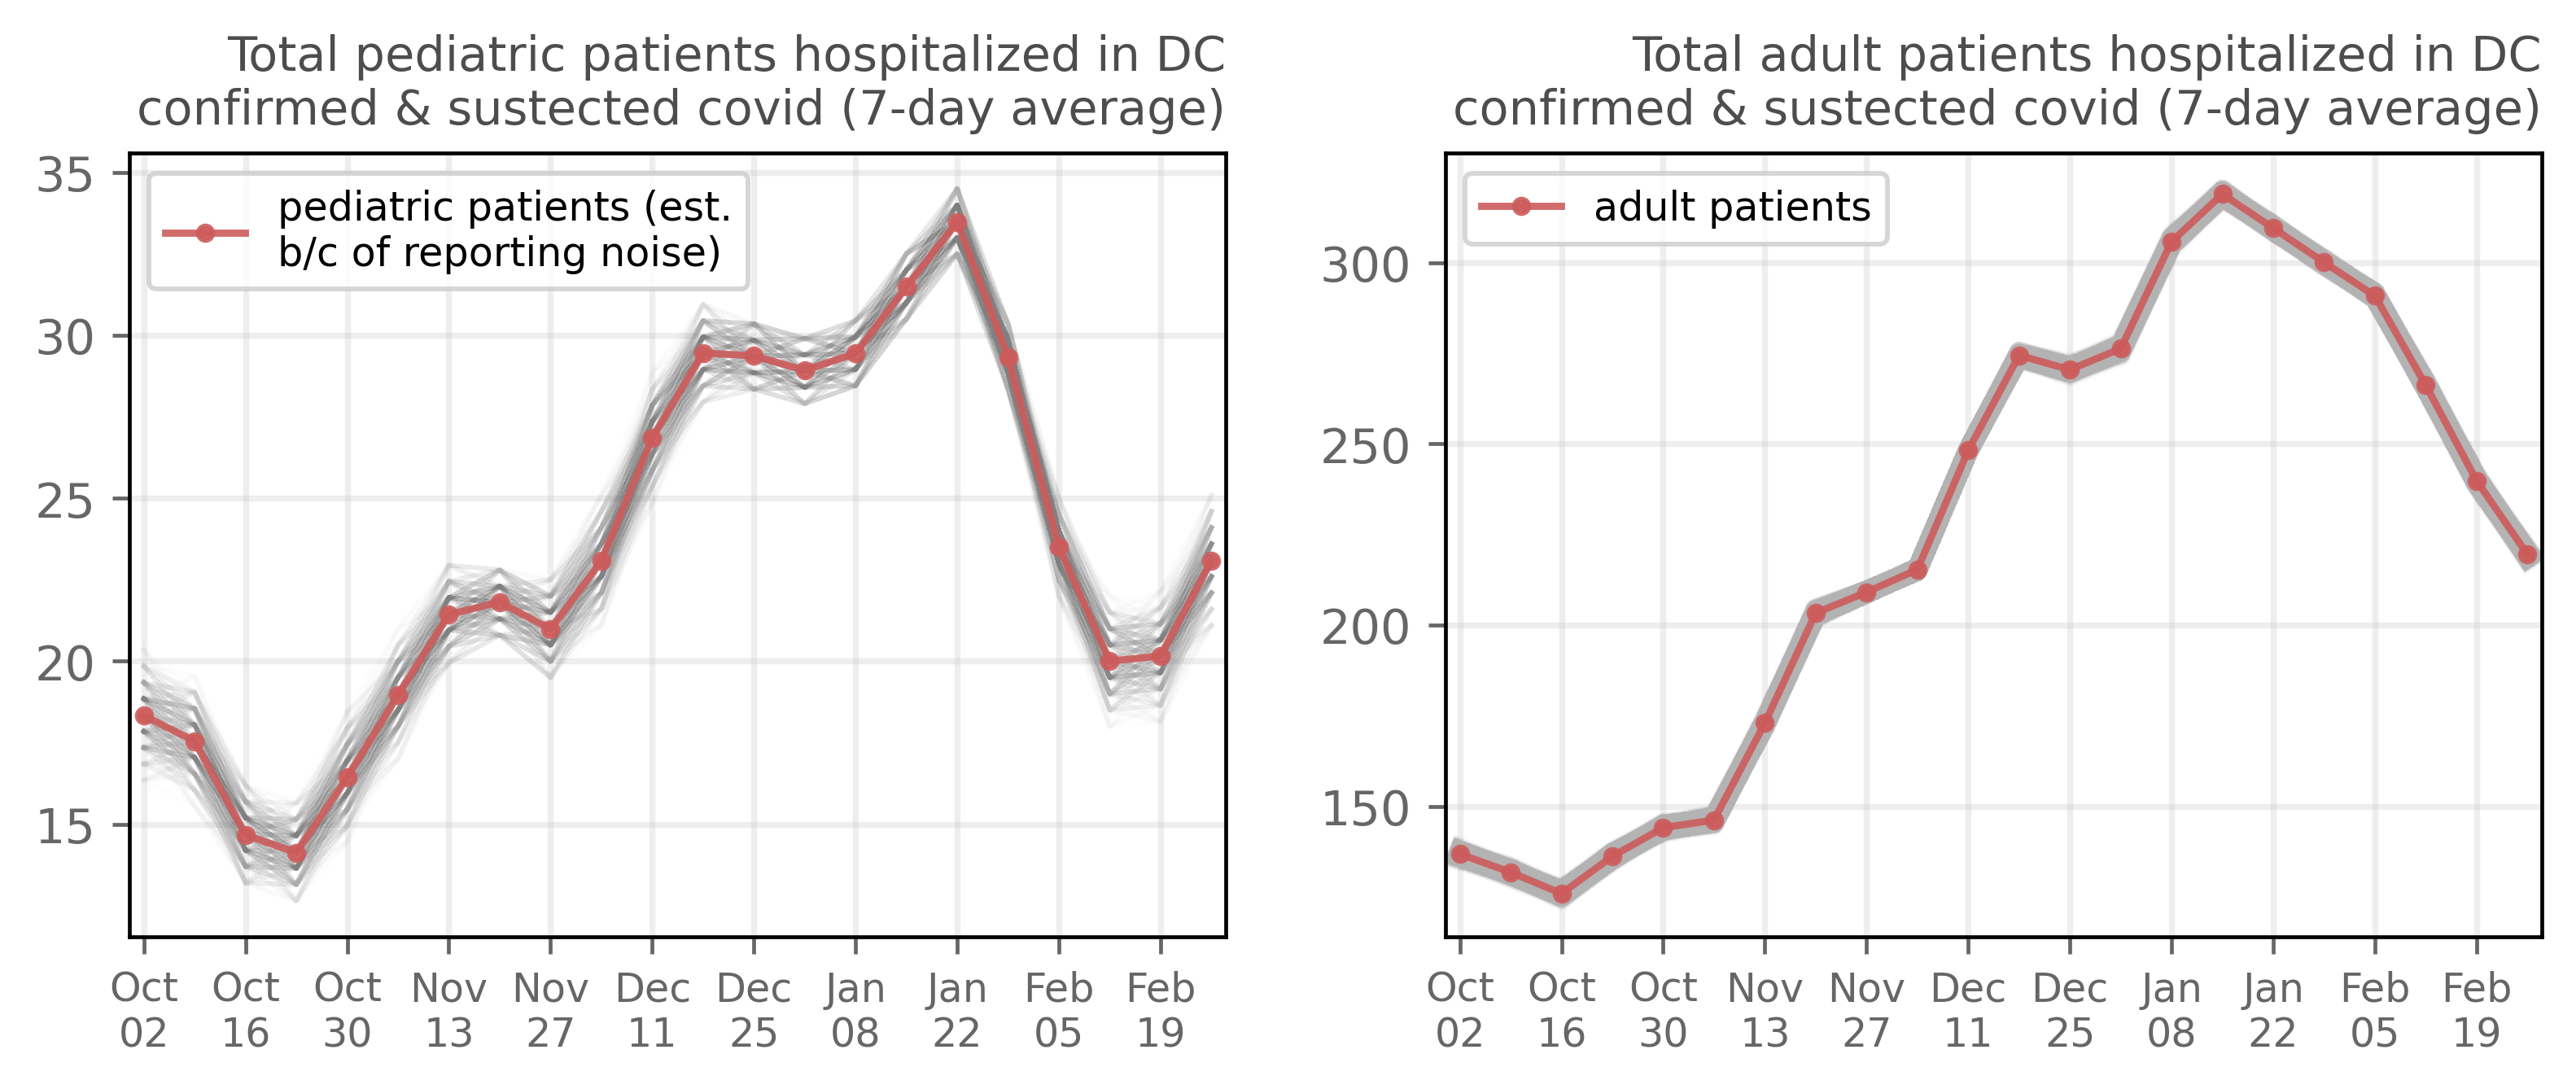 Total pediatric patients hospitalized in DC
confirmed & sustected covid (7-day average)
pediatric patients (est.
b/c of reporting noise)
35
30
25
20
15
Oct Oct Oct Nov Nov Dec Dec Jan Jan Feb Feb
02 16 30 13 27 11 25 08 22 05 19
Total adult patients hospitalized in DC
confirmed & sustected covid (7-day average)
adult patients
300
250
200
150
Oct Oct Oct Nov Nov Dec Dec Jan Jan Feb Feb
02 16 30 13 27 11 25 08 22 05 19